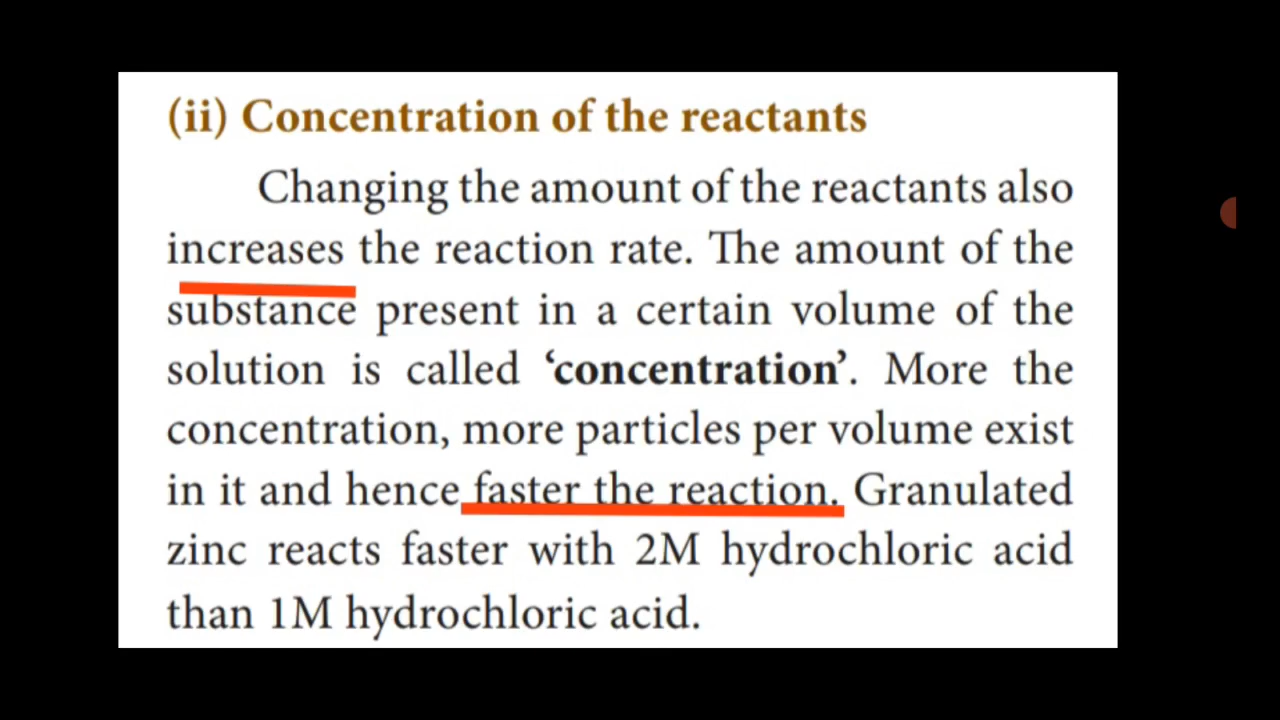 (ii) Concentration of the reactants
Changing the amount of the reactants also
increases the reaction rate. The amount of the
substance present in a certain volume of the
solution is called ‘concentration’. More the
concentration, more particles per volume exist
in it and hence faster the reaction. Granulated
zinc reacts faster with 2M hydrochloric acid
than 1M hydrochloric acid.